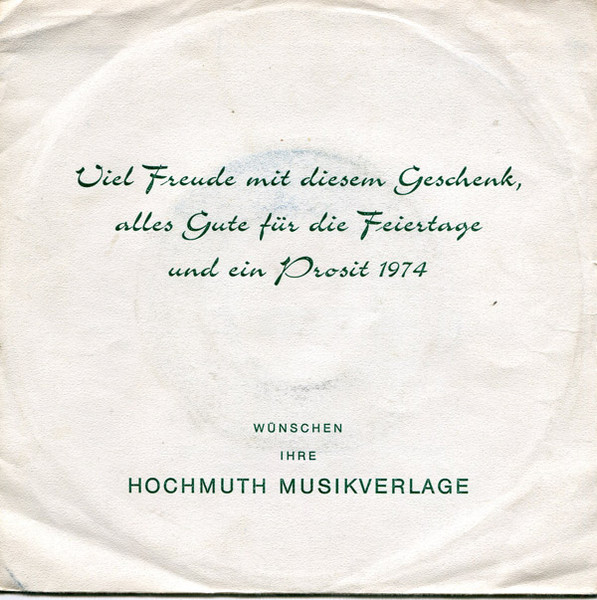 Viel Freude mit diesem Geschenk,
alles Gute für die Feiertage
und ein Prosit 1974
WÜNSCHEN
IHRE
HOCHMUTH MUSIKVERLAGE